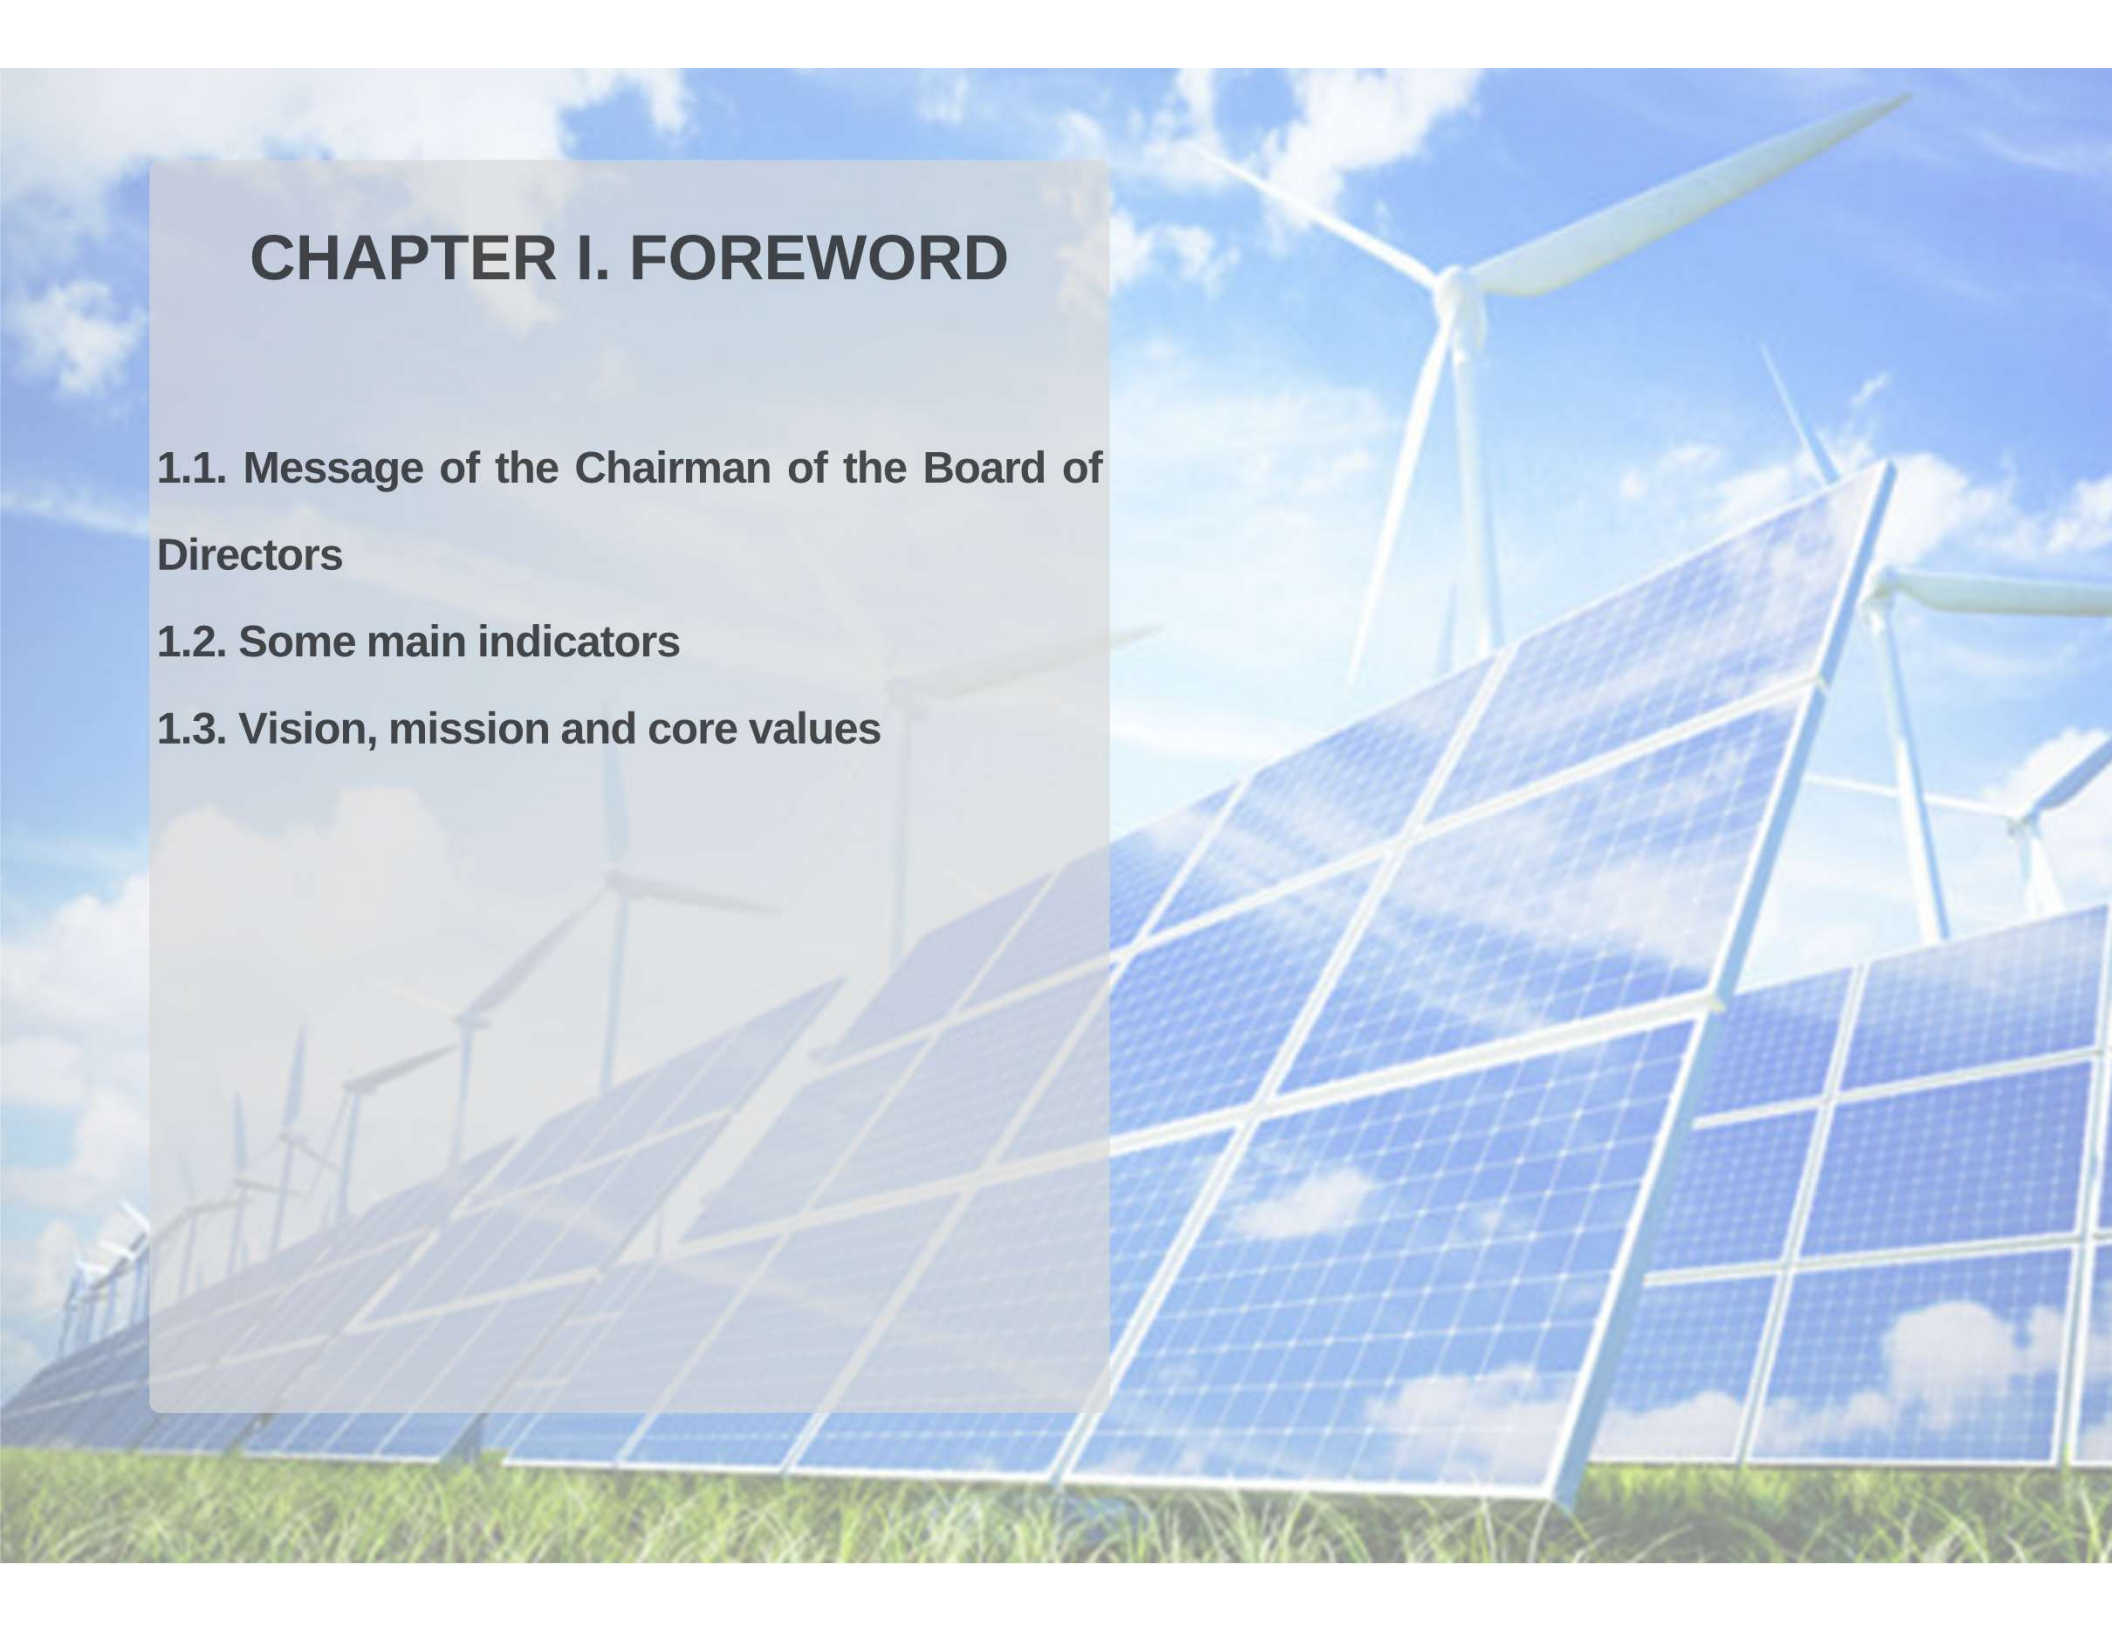 CHAPTER I. FOREWORD
1.1. Message of the Chairman of the Board of
Directors
1.2. Some main indicators
1.3. Vision, mission and core values